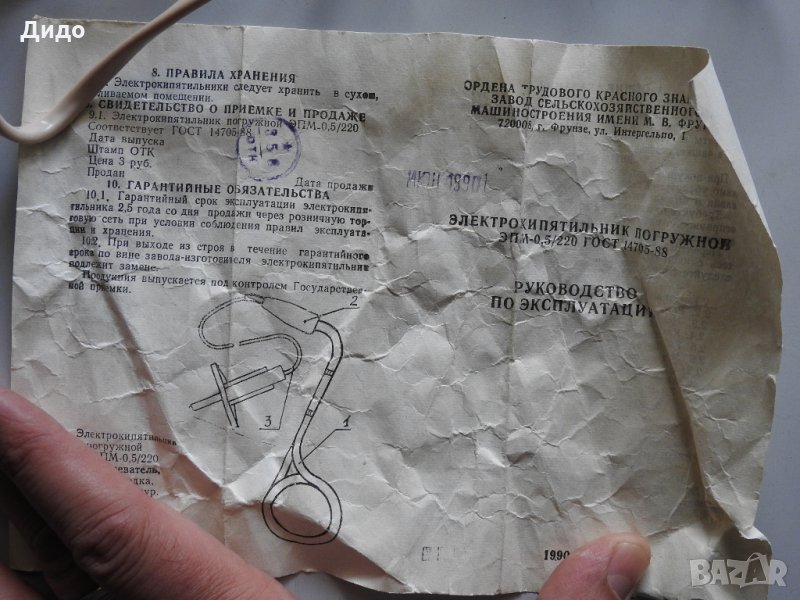 Дидо
8. ПРАВИЛА ХРАНЕНИЯ
Электрокипятильники следует хранить в сухом,
ливаемом помещении.
СВИДЕТЕЛЬСТВО О ПРИЕМКЕ И ПРОДАЖЕ
9.1. Электрокипятильник погружной ЭПМ-0,5/220
Соответствует ГОСТ 14705-88
Дата выпуска
Штамп ОТК
Цена 3 руб.
Продан
Дата продажи
ОТК
10. ГАРАНТИЙНЫЕ ОБЯЗАТЕЛЬСТВА
10.1. Гарантийный срок эксплуатации электрокипя-
тильника 2,5 года со дня продажи через розничную тор-
говую сеть при условии соблюдения правил эксплуата-
ции и хранения.
10.2. При выходе из строя в течение гарантийного
срока по вине завода-изготовителя электрокипятильник
подлежит замене.
Продукция выпускается под контролем Государствен-
ной приемки.
2
3
1
Электрокипятильник
погружной
ЭПМ-0,5/220
ОРДЕНА ТРУДОВОГО КРАСНОГО ЗНА
ЗАВОД СЕЛЬСКОХОЗЯЙСТВЕННОГО
МАШИНОСТРОЕНИЯ ИМЕНИ М. В. ФРУ
720008, г. Фрунзе, ул. Интергельпо, 1
ИЮН 1990
ЭЛЕКТРОКИПЯТИЛЬНИК ПОГРУЖНОЙ
ЭПМ-0,5/220 ГОСТ 14705-88
РУКОВОДСТВО
ПО ЭКСПЛУАТАЦИ
1990
BAZAR